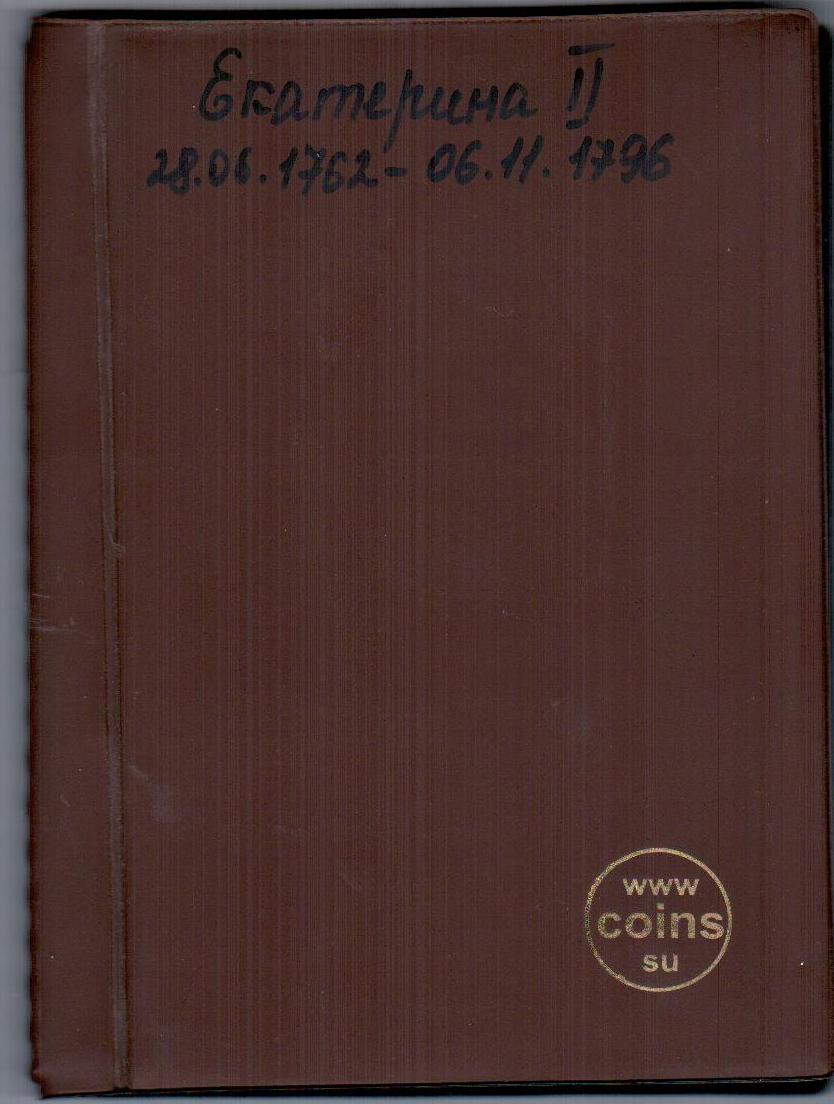 Екатерина II
28.06.1762- 06.11.1796
www
coins
su